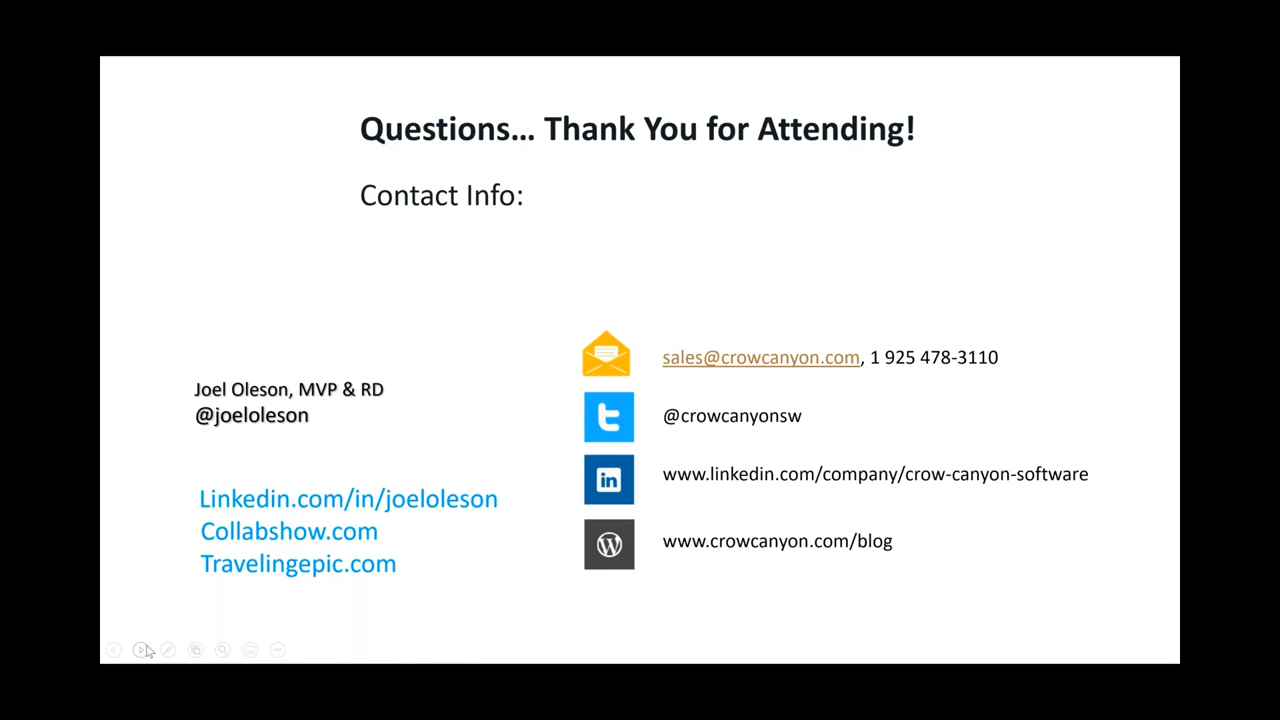 Questions... Thank You for Attending!
Contact Info:
Joel Oleson, MVP & RD
@joeloleson
Linkedin.com/in/joeloleson
Collabshow.com
Travelingepic.com
sales@crowcanyon.com, 1 925 478-3110
@crowcanyonsw
www.linkedin.com/company/crow-canyon-software
www.crowcanyon.com/blog